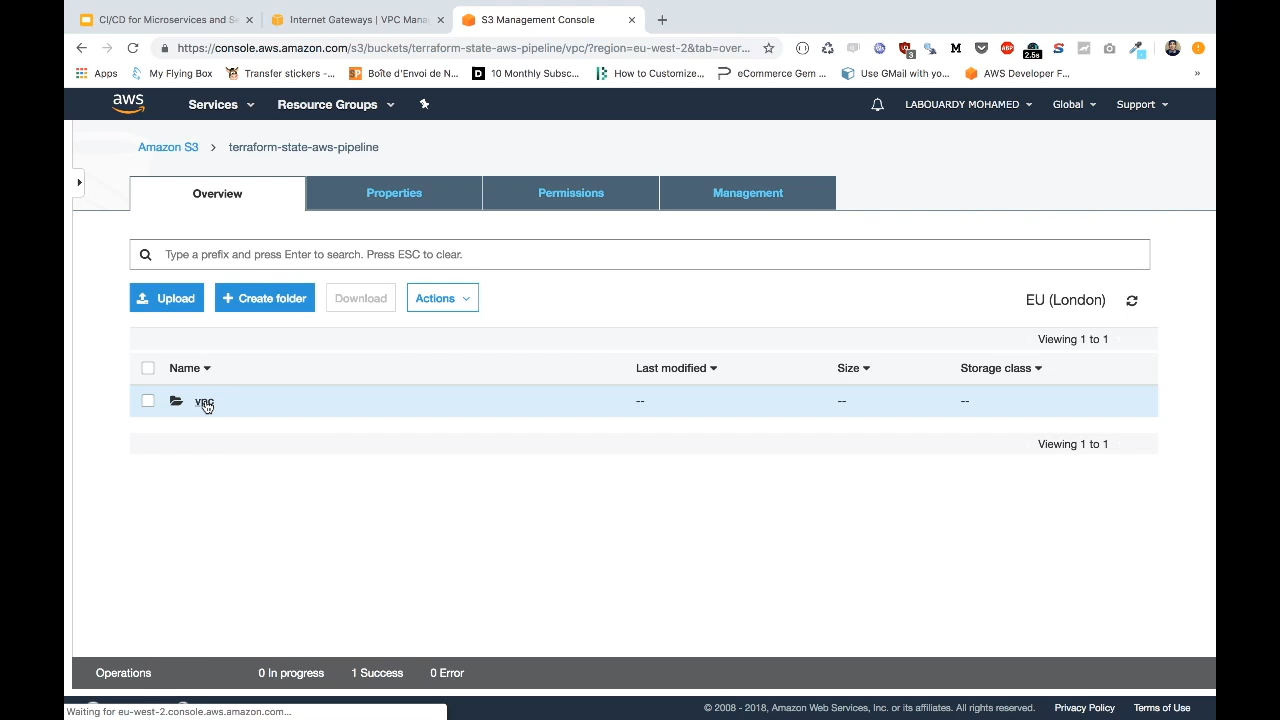 CI/CD for Microservices and Se
Internet Gateways | VPC Mana
S3 Management Console
https://console.aws.amazon.com/s3/buckets/terraform-state-aws-pipeline/vpc/?region=eu-west-2&tab=over...
3
M
ABP
2.5s
S
Apps
My Flying Box
Transfer stickers -...
Boîte d'Envoi de N...
D 10 Monthly Subsc...
How to Customize...
eCommerce Gem ...
Use GMail with yo...
AWS Developer F...
»
aws
Services
Resource Groups
LABOUARDY MOHAMED
Global
Support
Amazon S3 > terraform-state-aws-pipeline
Overview
Properties
Permissions
Management
Type a prefix and press Enter to search. Press ESC to clear.
Upload
+ Create folder
Download
Actions
EU (London)
Viewing 1 to 1
Name
Last modified
Size
Storage class
vpc
--
--
--
Viewing 1 to 1
Operations
0 In progress
1 Success
0 Error
Waiting for eu-west-2.console.aws.amazon.com...
© 2008 - 2018, Amazon Web Services, Inc. or its affiliates. All rights reserved.
Privacy Policy
Terms of Use